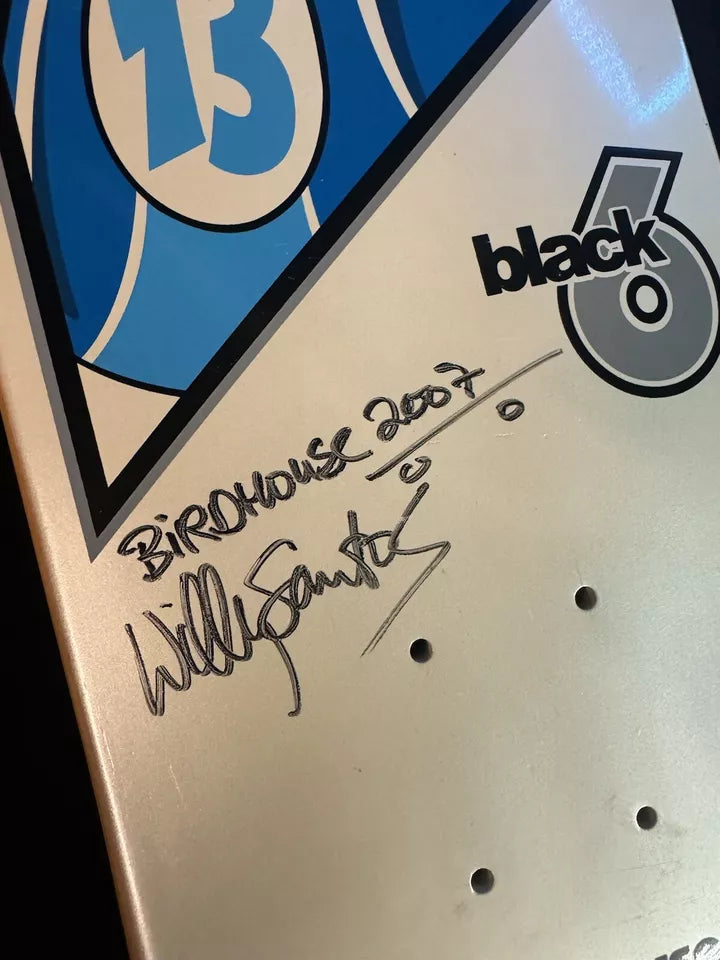 13
black
6
BiRDHOUSE 2007
Willy Santos